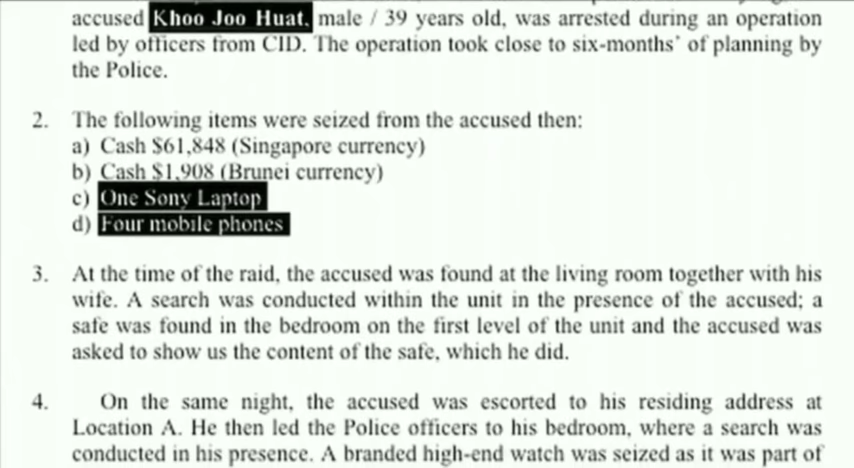 accused Khoo Joo Huat, male / 39 years old, was arrested during an operation
led by officers from CID. The operation took close to six-months' of planning by
the Police.
2. The following items were seized from the accused then:
a) Cash $61,848 (Singapore currency)
b) Cash $1,908 (Brunei currency)
c) One Sony Laptop
d) Four mobile phones
3. At the time of the raid, the accused was found at the living room together with his
wife. A search was conducted within the unit in the presence of the accused; a
safe was found in the bedroom on the first level of the unit and the accused was
asked to show us the content of the safe, which he did.
4. On the same night, the accused was escorted to his residing address at
Location A. He then led the Police officers to his bedroom, where a search was
conducted in his presence. A branded high-end watch was seized as it was part of